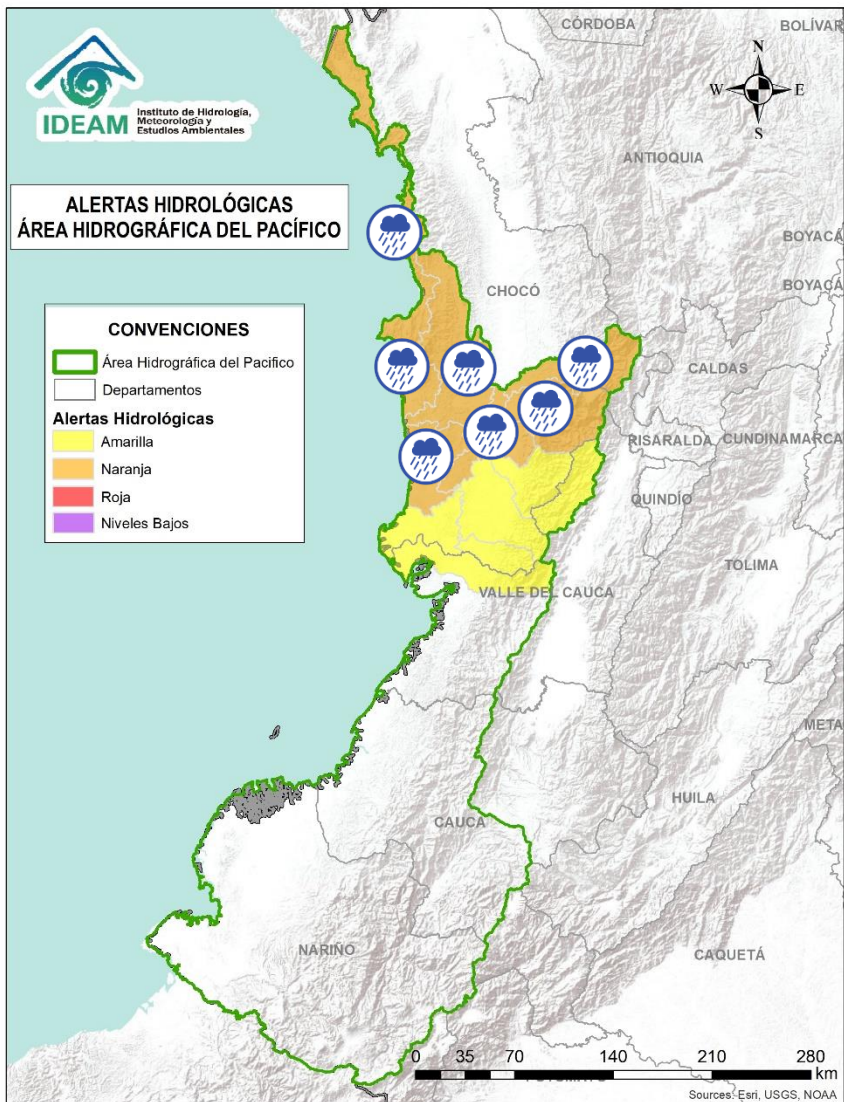 IDEAM
Instituto de Hidrología,
Meteorología y
Estudios Ambientales
CÓRDOBA
BOLÍVAR
N
W
E
S
ANTIOQUIA
ALERTAS HIDROLÓGICAS
ÁREA HIDROGRÁFICA DEL PACÍFICO
BOYACÁ
BOYACÁ
CHOCÓ
CONVENCIONES
Área Hidrográfica del Pacifico
Departamentos
Alertas Hidrológicas
Amarilla
Naranja
Roja
Niveles Bajos
CALDAS
RISARALDA
CUNDINAMARCA
QUINDÍO
TOLIMA
VALLE DEL CAUCA
META
HUILA
CAUCA
NARIÑO
CAQUETÁ
0 35 70 140 210 280
km
Sources: Esri, USGS, NOAA